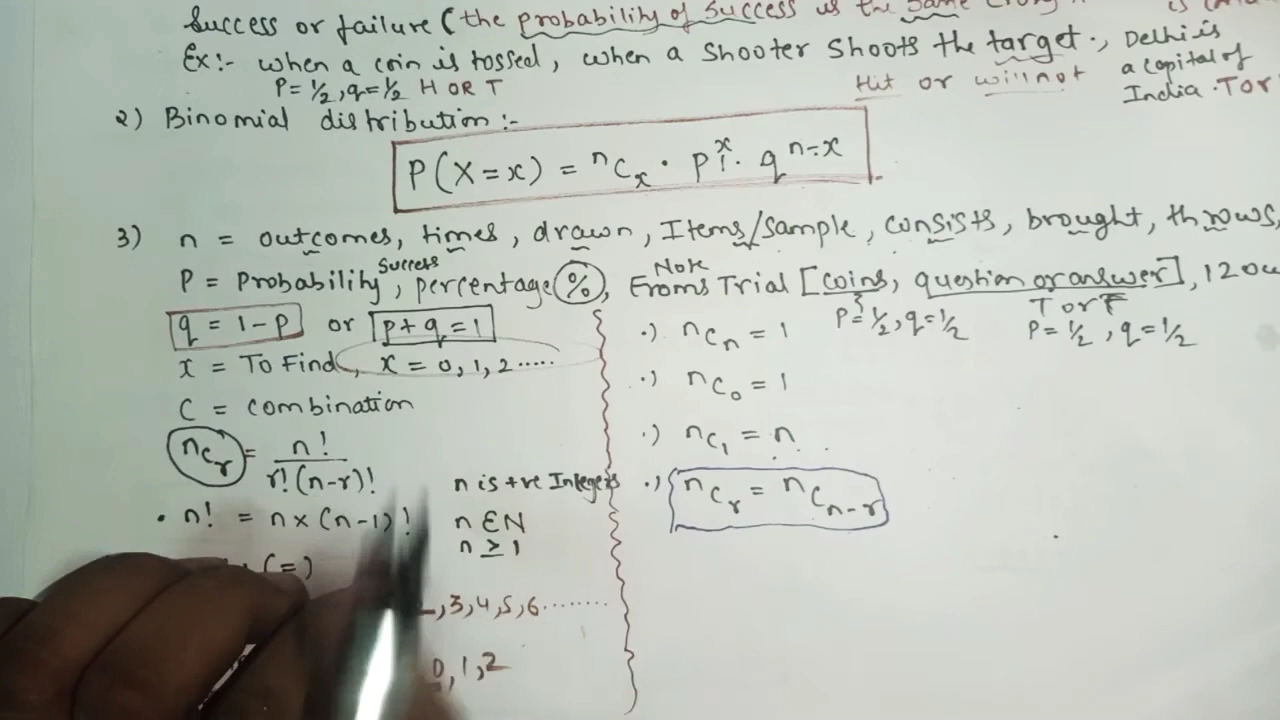 Success or failure ( the probability of success is the same
Ex:- when a coin is tossed, when a shooter shoots the target., Delhi is
P=½, q=½ H OR T
Hit or will not
a capital of
India. T or
2) Binomial distribution:-
P(X=x) = nCx · p^x · q^n-x
3) n = outcomes, times, drawn, Items/Sample, consists, brought, throws,
Success
P = Probability, percentage %, From Trial [coins, question or answer],
Note
T or F
q = 1-p or p+q=1
·) nCn = 1
P=½, q=½
P=½, q=½
x = To Find, x = 0, 1, 2.....
·) nC0 = 1
C = combination
·) nC1 = n
nCr = n! / r!(n-r)!
n is +ve Integers
·) nCr = nCn-r
· n! = n×(n-1)!
n ∈ N
n ≥ 1
(=)
,3,4,5,6........
0,1,2